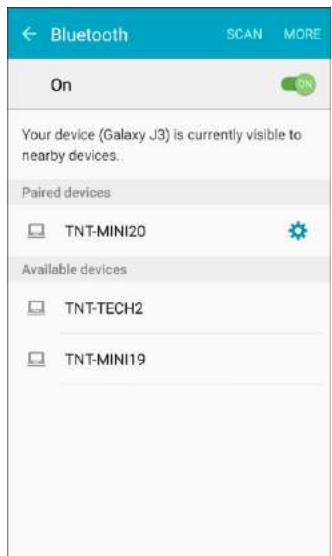 Bluetooth SCAN MORE
On ON
Your device (Galaxy J3) is currently visible to
nearby devices.
Paired devices
TNT-MINI20
Available devices
TNT-TECH2
TNT-MINI19